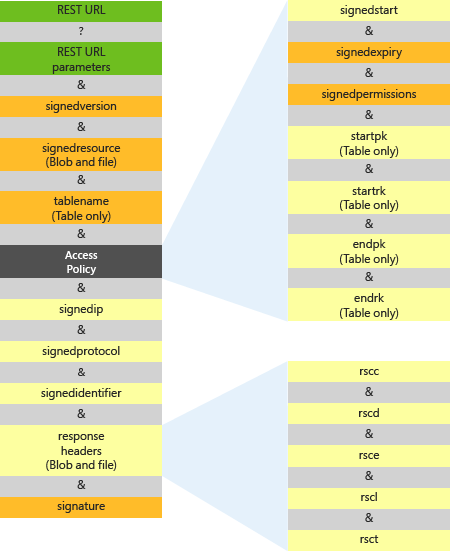 REST URL
?
REST URL
parameters
&
signedversion
&
signedresource
(Blob and file)
&
tablename
(Table only)
&
Access
Policy
&
signedip
&
signedprotocol
&
signedidentifier
&
response
headers
(Blob and file)
&
signature
signedstart
&
signedexpiry
&
signedpermissions
&
startpk
(Table only)
&
startrk
(Table only)
&
endpk
(Table only)
&
endrk
(Table only)
rscc
&
rscd
&
rsce
&
rscl
&
rsct